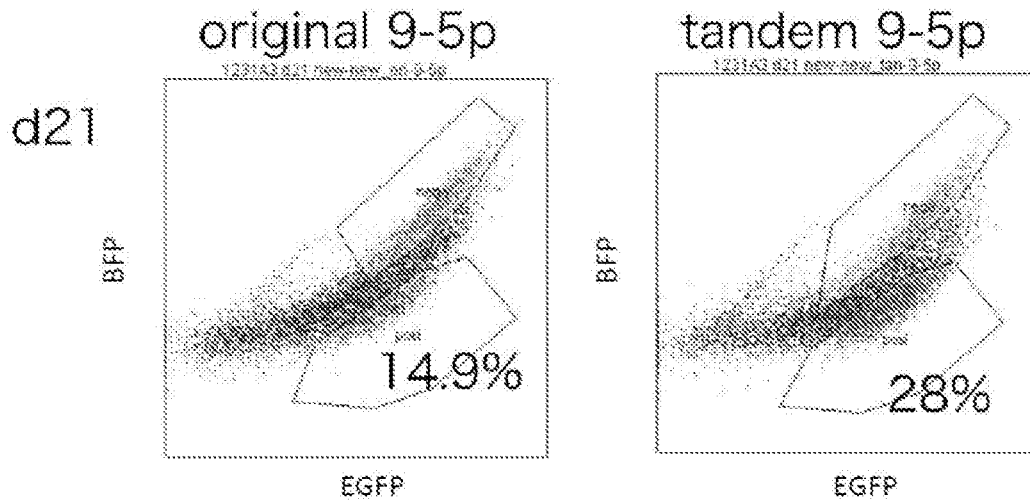 original 9-5p
tandem 9-5p
d21
BFP
14.9%
EGFP
BFP
28%
EGFP